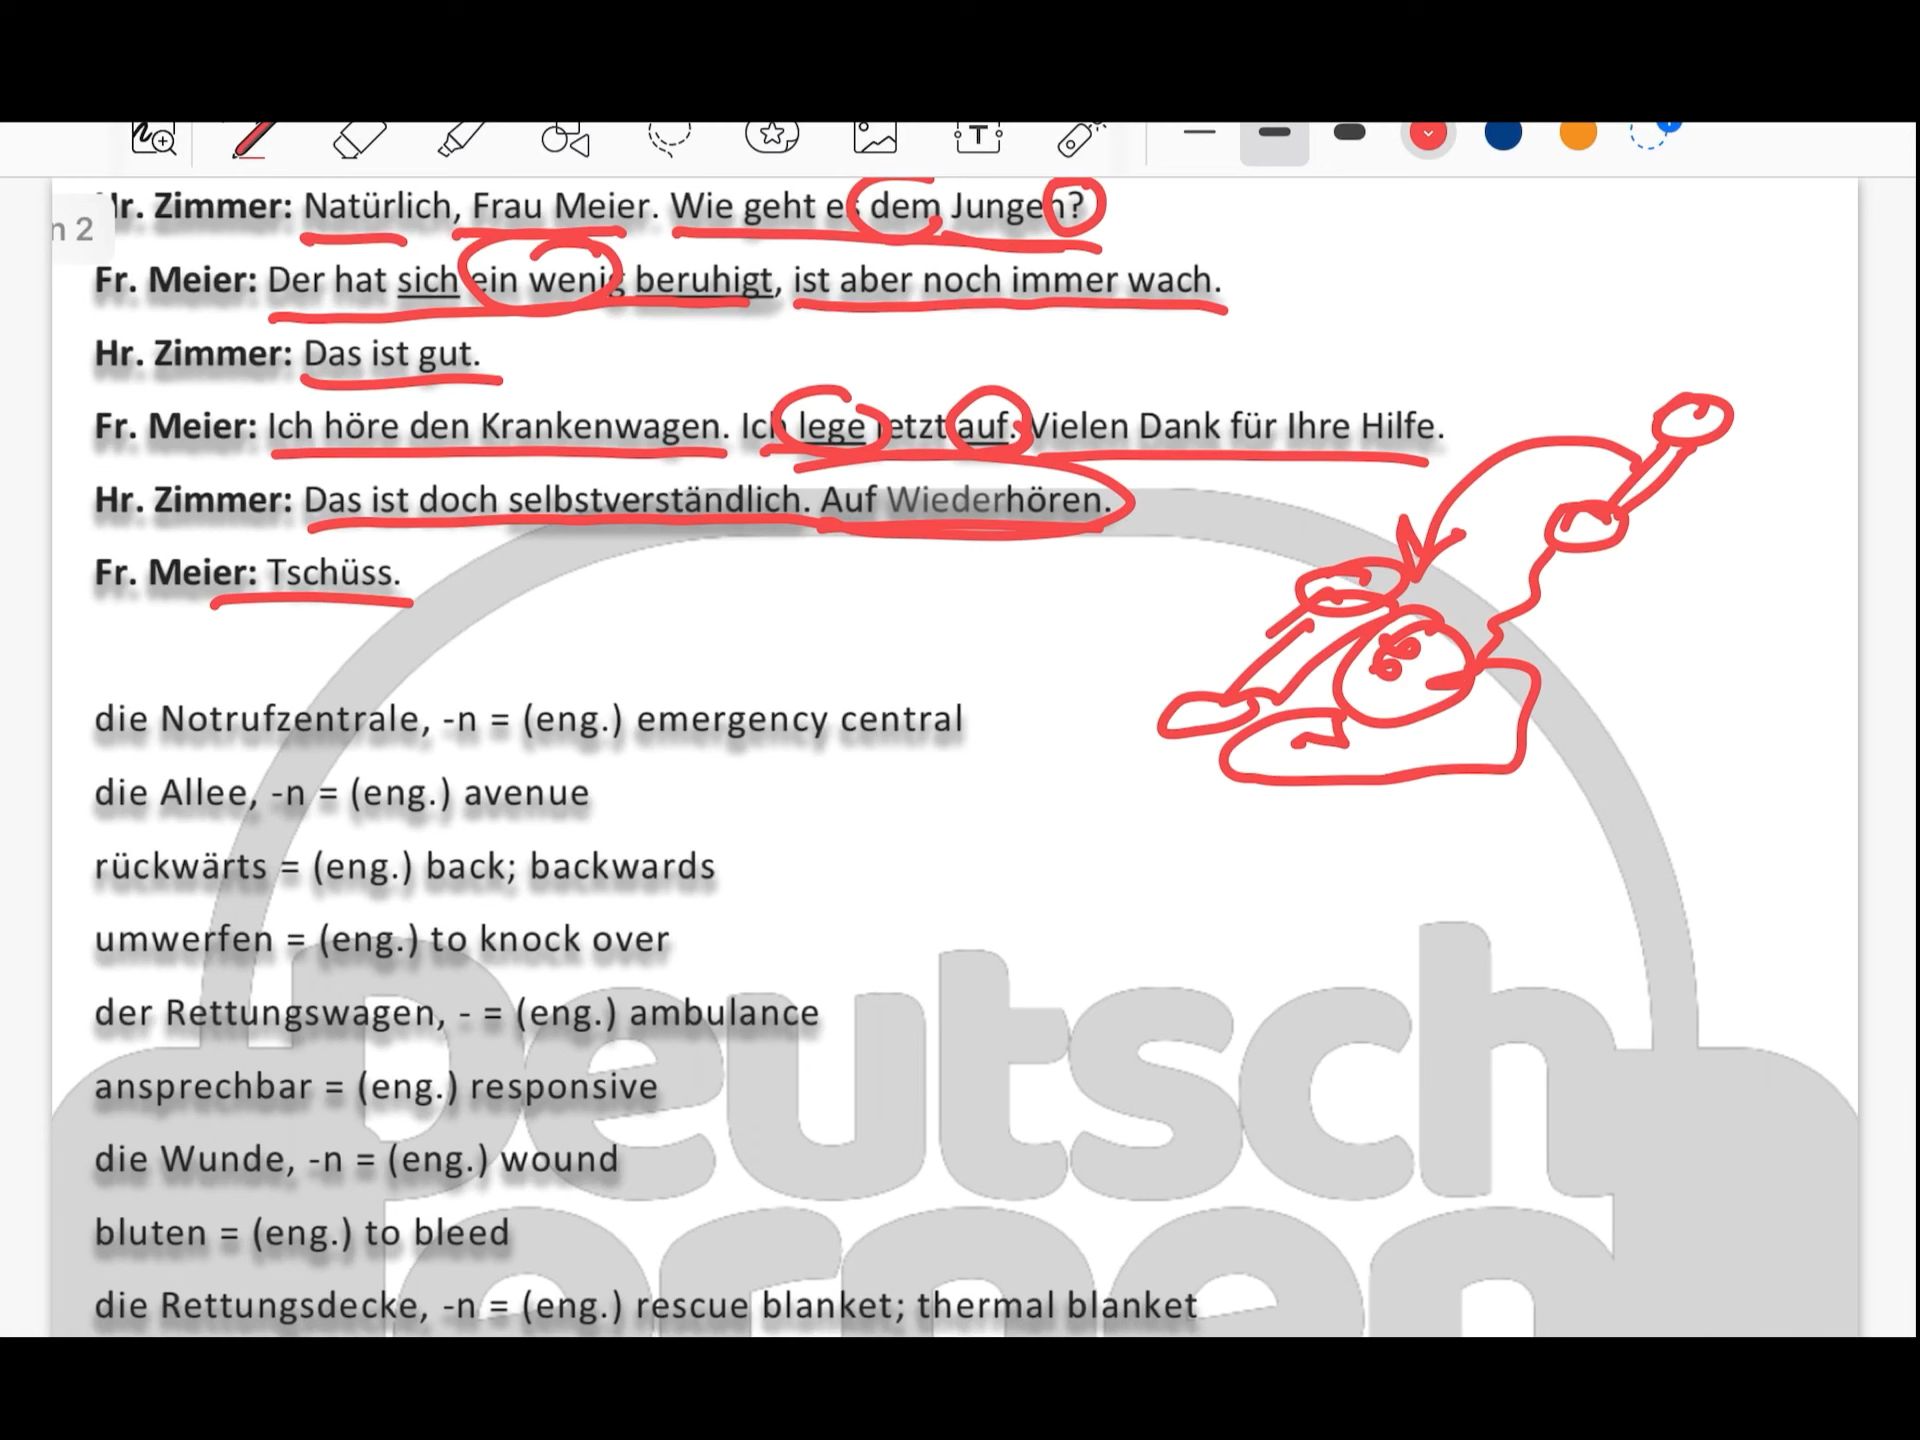 Hr. Zimmer: Natürlich, Frau Meier. Wie geht es dem Jungen?
n 2
Fr. Meier: Der hat sich ein wenig beruhigt, ist aber noch immer wach.
Hr. Zimmer: Das ist gut.
Fr. Meier: Ich höre den Krankenwagen. Ich lege jetzt auf. Vielen Dank für Ihre Hilfe.
Hr. Zimmer: Das ist doch selbstverständlich. Auf Wiederhören.
Fr. Meier: Tschüss.
die Notrufzentrale, -n = (eng.) emergency central
die Allee, -n = (eng.) avenue
rückwärts = (eng.) back; backwards
umwerfen = (eng.) to knock over
der Rettungswagen, - = (eng.) ambulance
ansprechbar = (eng.) responsive
die Wunde, -n = (eng.) wound
bluten = (eng.) to bleed
die Rettungsdecke, -n = (eng.) rescue blanket; thermal blanket
Deutsch
lernen